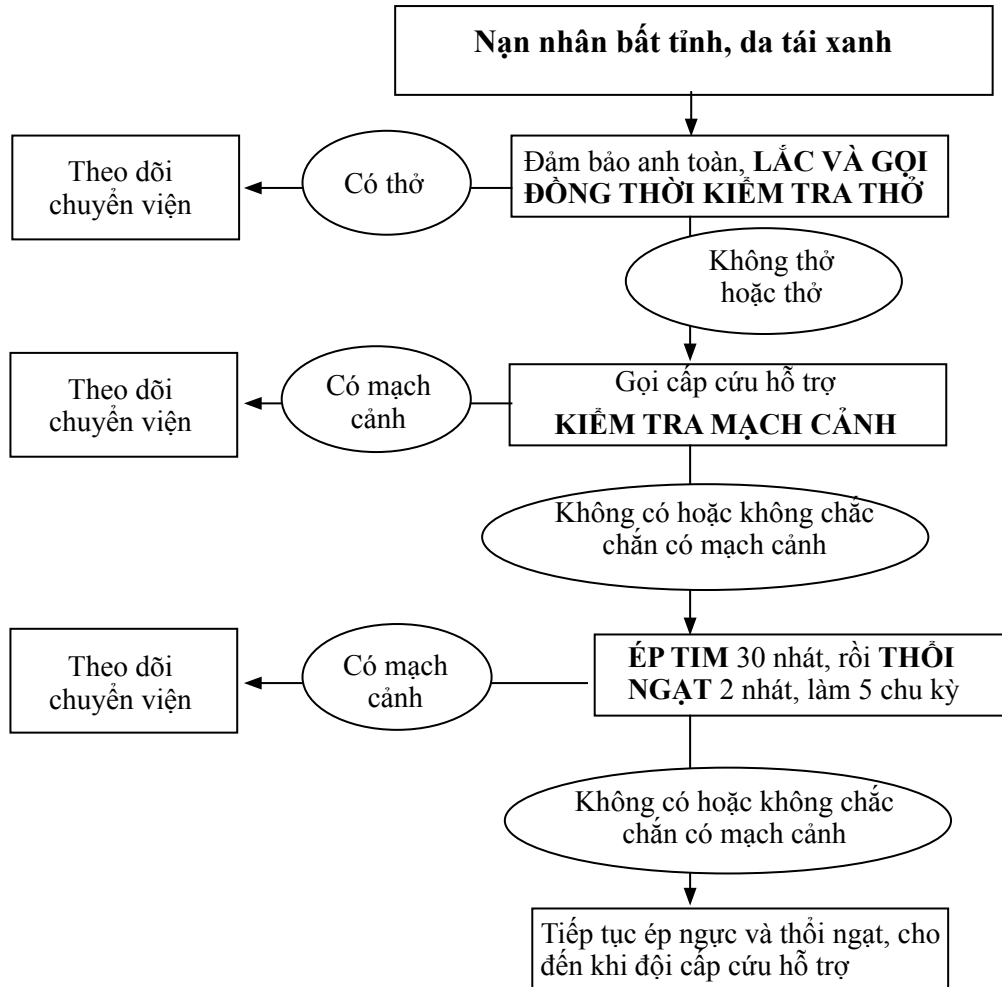 Nạn nhân bất tỉnh, da tái xanh
Theo dõi
chuyển viện
Có thở
Đảm bảo anh toàn, LẮC VÀ GỌI
ĐỒNG THỜI KIỂM TRA THỞ
Không thở
hoặc thở
Theo dõi
chuyển viện
Có mạch
cảnh
Gọi cấp cứu hỗ trợ
KIỂM TRA MẠCH CẢNH
Không có hoặc không chắc
chắn có mạch cảnh
Theo dõi
chuyển viện
Có mạch
cảnh
ÉP TIM 30 nhát, rồi THỔI
NGẠT 2 nhát, làm 5 chu kỳ
Không có hoặc không chắc
chắn có mạch cảnh
Tiếp tục ép ngực và thổi ngạt, cho
đến khi đội cấp cứu hỗ trợ